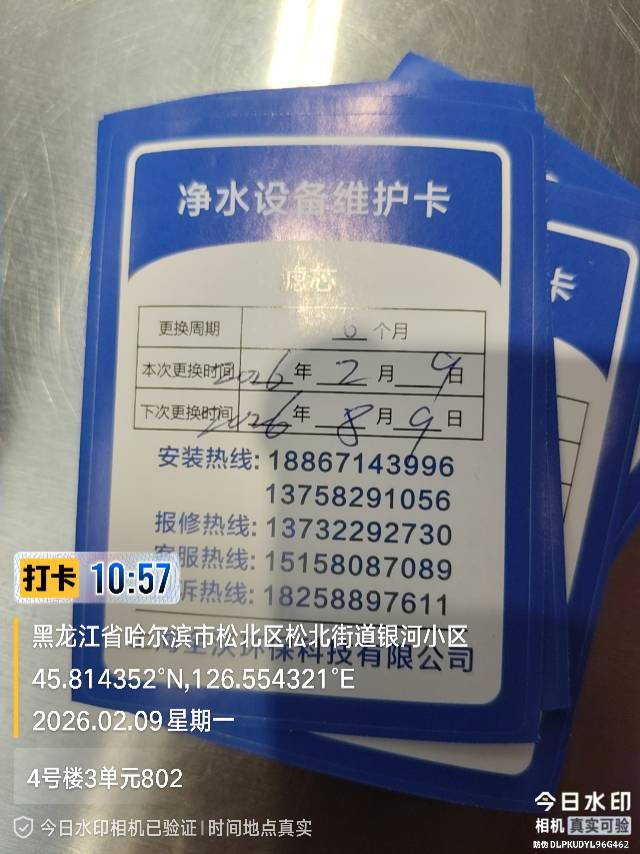 净水设备维护卡
滤芯
更换周期 6 个月
本次更换时间 2026 年 2 月 9 日
下次更换时间 2026 年 8 月 9 日
安装热线: 18867143996
13758291056
报修热线: 13732292730
客服热线: 15158087089
诉热线: 18258897611
环保科技有限公司
卡
打卡 10:57
黑龙江省哈尔滨市松北区松北街道银河小区
45.814352°N,126.554321°E
2026.02.09 星期一
4号楼3单元802
今日水印相机已验证 | 时间地点真实
今日水印
相机 真实可验
防伪 DLPKUDYL96G462